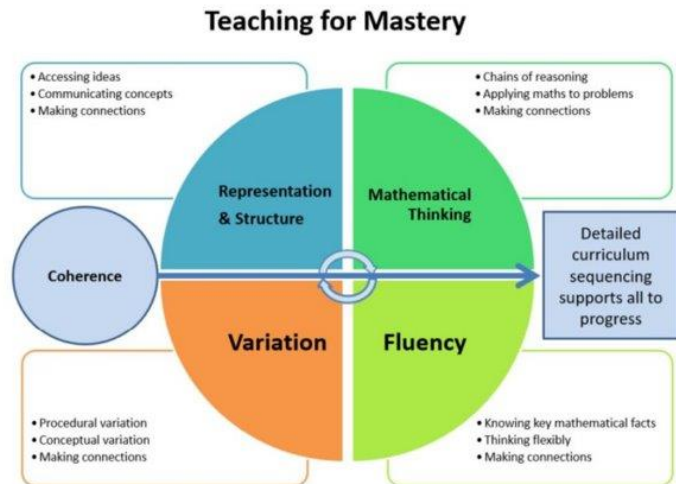 Teaching for Mastery
• Accessing ideas
• Communicating concepts
• Making connections
• Chains of reasoning
• Applying maths to problems
• Making connections
Representation
& Structure
Mathematical
Thinking
Coherence
Detailed
curriculum
sequencing
supports all to
progress
Variation
Fluency
• Procedural variation
• Conceptual variation
• Making connections
• Knowing key mathematical facts
• Thinking flexibly
• Making connections